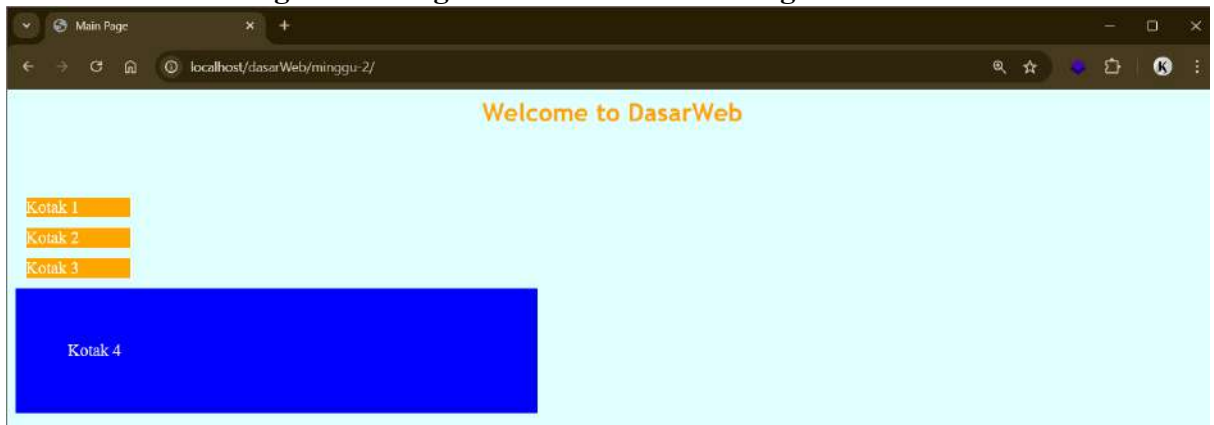 Main Page
localhost/dasarWeb/minggu-2/
K
Welcome to DasarWeb
Kotak 1
Kotak 2
Kotak 3
Kotak 4